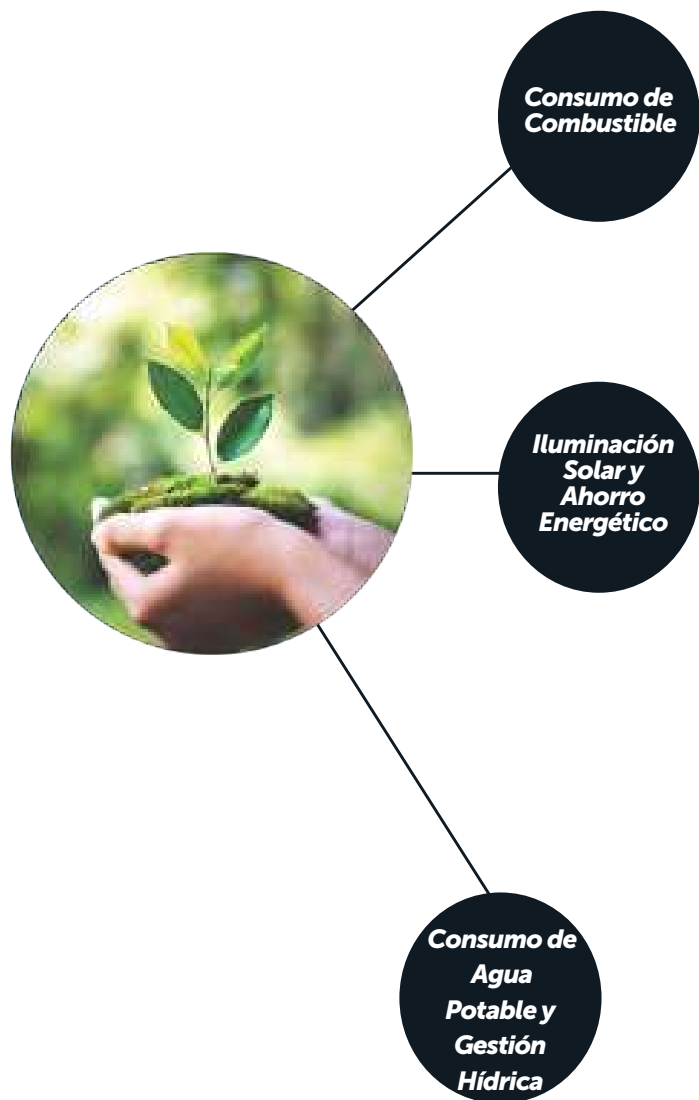 Consumo de
Combustible
Iluminación
Solar y
Ahorro
Energético
Consumo de
Agua
Potable y
Gestión
Hídrica